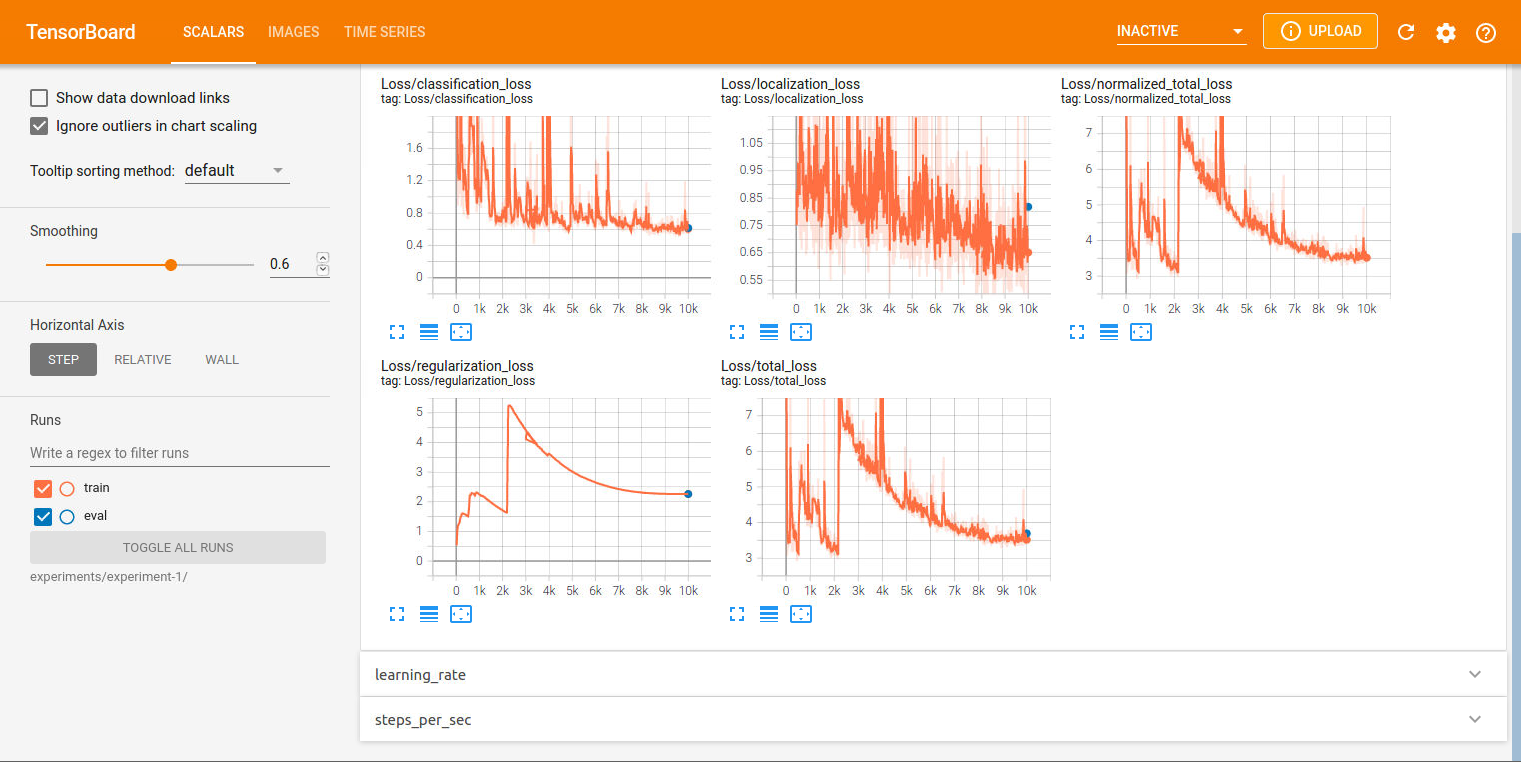 TensorBoard
SCALARS
IMAGES
TIME SERIES
INACTIVE
UPLOAD
Show data download links
Ignore outliers in chart scaling
Tooltip sorting method:
default
Smoothing
0.6
Horizontal Axis
STEP
RELATIVE
WALL
Runs
Write a regex to filter runs
train
eval
TOGGLE ALL RUNS
experiments/experiment-1/
Loss/classification_loss
tag: Loss/classification_loss
1.6
1.2
0.8
0.4
0
0 1k 2k 3k 4k 5k 6k 7k 8k 9k 10k
Loss/localization_loss
tag: Loss/localization_loss
1.05
0.95
0.85
0.75
0.65
0.55
0 1k 2k 3k 4k 5k 6k 7k 8k 9k 10k
Loss/normalized_total_loss
tag: Loss/normalized_total_loss
7
6
5
4
3
0 1k 2k 3k 4k 5k 6k 7k 8k 9k 10k
Loss/regularization_loss
tag: Loss/regularization_loss
5
4
3
2
1
0
0 1k 2k 3k 4k 5k 6k 7k 8k 9k 10k
Loss/total_loss
tag: Loss/total_loss
7
6
5
4
3
0 1k 2k 3k 4k 5k 6k 7k 8k 9k 10k
learning_rate
steps_per_sec